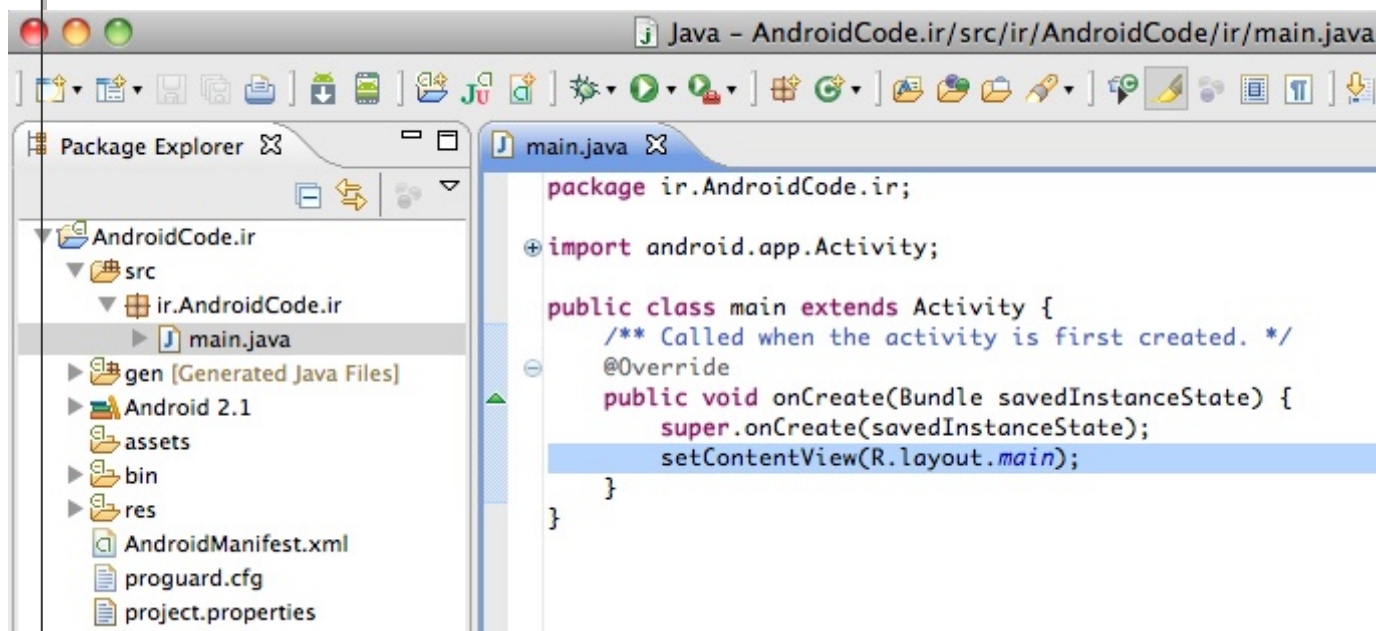 Java – AndroidCode.ir/src/ir/AndroidCode/ir/main.java
Package Explorer
AndroidCode.ir
src
ir.AndroidCode.ir
main.java
gen [Generated Java Files]
Android 2.1
assets
bin
res
AndroidManifest.xml
proguard.cfg
project.properties
main.java
package ir.AndroidCode.ir;
import android.app.Activity;
public class main extends Activity {
/** Called when the activity is first created. */
@Override
public void onCreate(Bundle savedInstanceState) {
super.onCreate(savedInstanceState);
setContentView(R.layout.main);
}
}